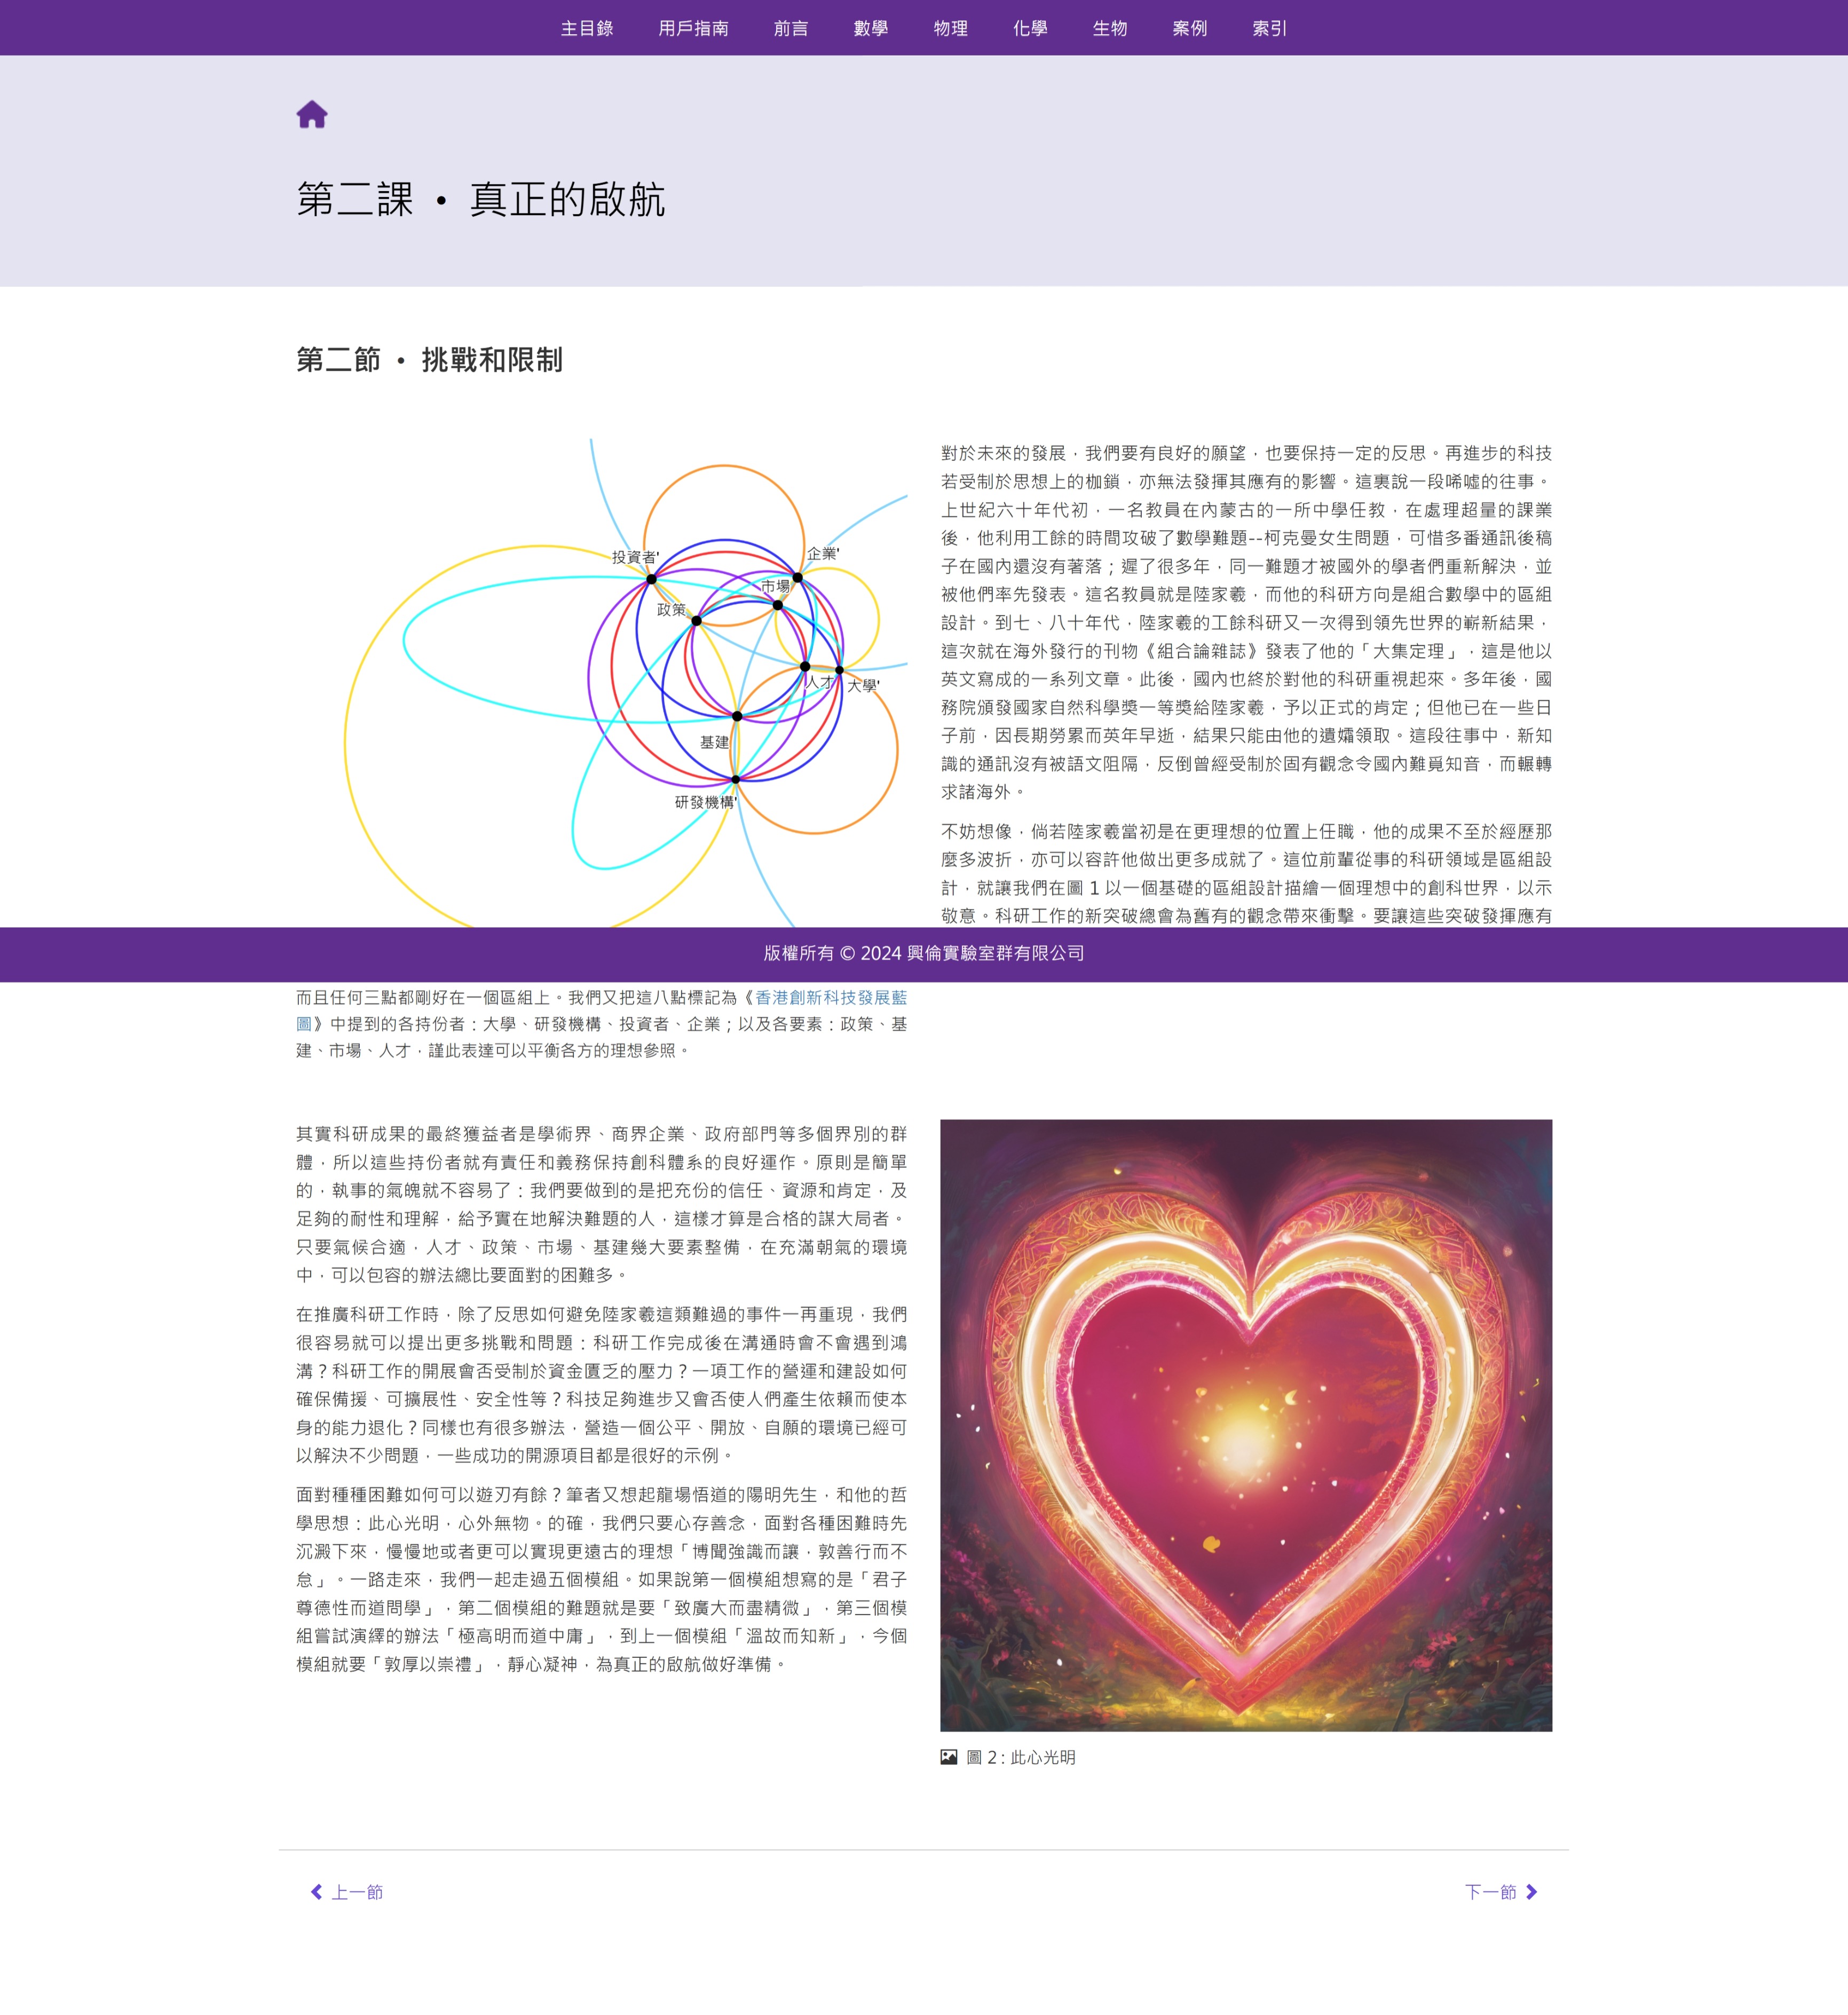 主目錄 用戶指南 前言 數學 物理 化學 生物 案例 索引
第二課 • 真正的啟航
第二節 • 挑戰和限制
投資者'
企業'
市場
政策
人才
大學'
基建
研發機構'
對於未來的發展，我們要有良好的願望，也要保持一定的反思。再進步的科技
若受制於思想上的枷鎖，亦無法發揮其應有的影響。這裏說一段唏噓的往事。
上世紀六十年代初，一名教員在內蒙古的一所中學任教，在處理超量的課業
後，他利用工餘的時間攻破了數學難題--柯克曼女生問題，可惜多番通訊後稿
子在國內還沒有著落；遲了很多年，同一難題才被國外的學者們重新解決，並
被他們率先發表。這名教員就是陸家羲，而他的科研方向是組合數學中的區組
設計。到七、八十年代，陸家羲的工餘科研又一次得到領先世界的嶄新結果，
這次就在海外發行的刊物《組合論雜誌》發表了他的「大集定理」，這是他以
英文寫成的一系列文章。此後，國內也終於對他的科研重視起來。多年後，國
務院頒發國家自然科學獎一等獎給陸家羲，予以正式的肯定；但他已在一些日
子前，因長期勞累而英年早逝，結果只能由他的遺孀領取。這段往事中，新知
識的通訊沒有被語文阻隔，反倒曾經受制於固有觀念令國內難覓知音，而輾轉
求諸海外。
不妨想像，倘若陸家羲當初是在更理想的位置上任職，他的成果不至於經歷那
麼多波折，亦可以容許他做出更多成就了。這位前輩從事的科研領域是區組設
計，就讓我們在圖 1 以一個基礎的區組設計描繪一個理想中的創科世界，以示
敬意。科研工作的新突破總會為舊有的觀念帶來衝擊。要讓這些突破發揮應有
版權所有 © 2024 興倫實驗室群有限公司
而且任何三點都剛好在一個區組上。我們又把這八點標記為《香港創新科技發展藍
圖》中提到的各持份者：大學、研發機構、投資者、企業；以及各要素：政策、基
建、市場、人才，謹此表達可以平衡各方的理想參照。
其實科研成果的最終獲益者是學術界、商界企業、政府部門等多個界別的群
體，所以這些持份者就有責任和義務保持創科體系的良好運作。原則是簡單
的，執事的氣魄就不容易了：我們要做到的是把充份的信任、資源和肯定，及
足夠的耐性和理解，給予實在地解決難題的人，這樣才算是合格的謀大局者。
只要氣候合適，人才、政策、市場、基建幾大要素整備，在充滿朝氣的環境
中，可以包容的辦法總比要面對的困難多。
在推廣科研工作時，除了反思如何避免陸家羲這類難過的事件一再重現，我們
很容易就可以提出更多挑戰和問題：科研工作完成後在溝通時會不會遇到鴻
溝？科研工作的開展會否受制於資金匱乏的壓力？一項工作的營運和建設如何
確保備援、可擴展性、安全性等？科技足夠進步又會否使人們產生依賴而使本
身的能力退化？同樣也有很多辦法，營造一個公平、開放、自願的環境已經可
以解決不少問題，一些成功的開源項目都是很好的示例。
面對種種困難如何可以遊刃有餘？筆者又想起龍場悟道的陽明先生，和他的哲
學思想：此心光明，心外無物。的確，我們只要心存善念，面對各種困難時先
沉澱下來，慢慢地或者更可以實現更遠古的理想「博聞強識而讓，敦善行而不
怠」。一路走來，我們一起走過五個模組。如果說第一個模組想寫的是「君子
尊德性而道問學」，第二個模組的難題就是要「致廣大而盡精微」，第三個模
組嘗試演繹的辦法「極高明而道中庸」，到上一個模組「溫故而知新」，今個
模組就要「敦厚以崇禮」，靜心凝神，為真正的啟航做好準備。
圖 2 : 此心光明
上一節
下一節